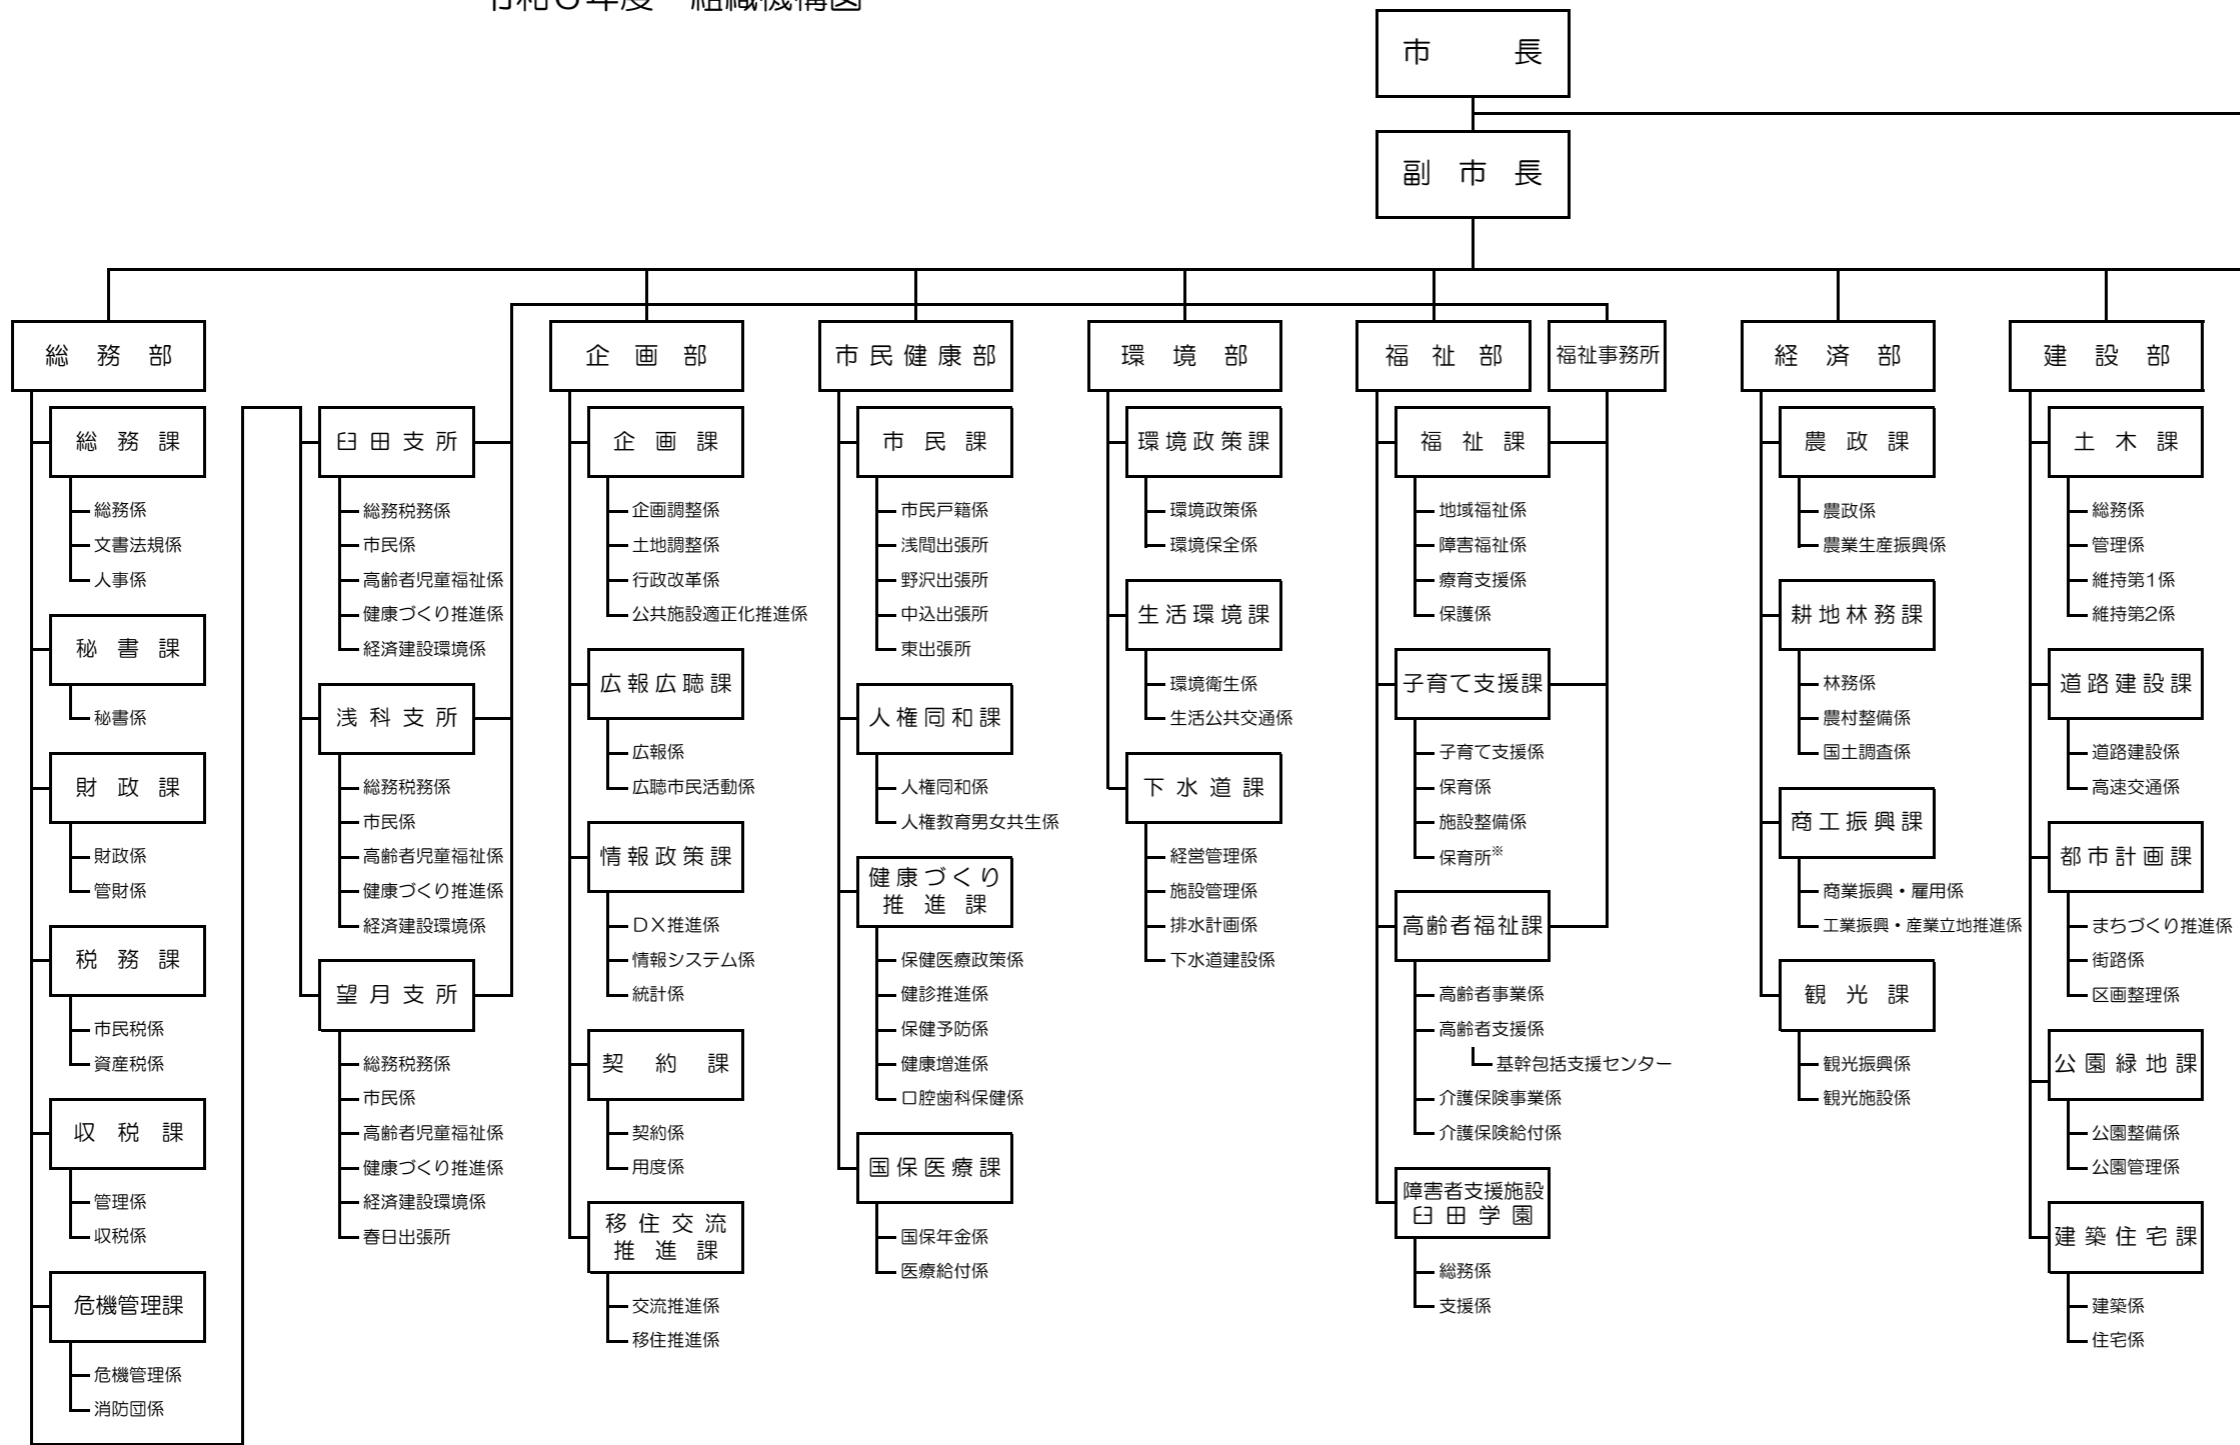 令和6年度 組織機構図
市 長
副 市 長
総 務 部
総 務 課
総務係
文書法規係
人事係
秘 書 課
秘書係
財 政 課
財政係
管財係
税 務 課
市民税係
資産税係
収 税 課
管理係
収税係
危機管理課
危機管理係
消防団係
臼 田 支 所
総務税務係
市民係
高齢者児童福祉係
健康づくり推進係
経済建設環境係
浅 科 支 所
総務税務係
市民係
高齢者児童福祉係
健康づくり推進係
経済建設環境係
望 月 支 所
総務税務係
市民係
高齢者児童福祉係
健康づくり推進係
経済建設環境係
春日出張所
企 画 部
企 画 課
企画調整係
土地調整係
行政改革係
公共施設適正化推進係
広報広聴課
広報係
広聴市民活動係
情報政策課
DX推進係
情報システム係
統計係
契 約 課
契約係
用度係
移住交流
推 進 課
交流推進係
移住推進係
市民健康部
市 民 課
市民戸籍係
浅間出張所
野沢出張所
中込出張所
東出張所
人権同和課
人権同和係
人権教育男女共生係
健康づくり
推 進 課
保健医療政策係
健診推進係
保健予防係
健康増進係
口腔歯科保健係
国保医療課
国保年金係
医療給付係
環 境 部
環境政策課
環境政策係
環境保全係
生活環境課
環境衛生係
生活公共交通係
下水道課
経営管理係
施設管理係
排水計画係
下水道建設係
福 祉 部
福祉事務所
福 祉 課
地域福祉係
障害福祉係
療育支援係
保護係
子育て支援課
子育て支援係
保育係
施設整備係
保育所※
高齢者福祉課
高齢者事業係
高齢者支援係
基幹包括支援センター
介護保険事業係
介護保険給付係
障害者支援施設
臼 田 学 園
総務係
支援係
経 済 部
農 政 課
農政係
農業生産振興係
耕地林務課
林務係
農村整備係
国土調査係
商工振興課
商業振興・雇用係
工業振興・産業立地推進係
観 光 課
観光振興係
観光施設係
建 設 部
土 木 課
総務係
管理係
維持第1係
維持第2係
道路建設課
道路建設係
高速交通係
都市計画課
まちづくり推進係
街路係
区画整理係
公園緑地課
公園整備係
公園管理係
建築住宅課
建築係
住宅係